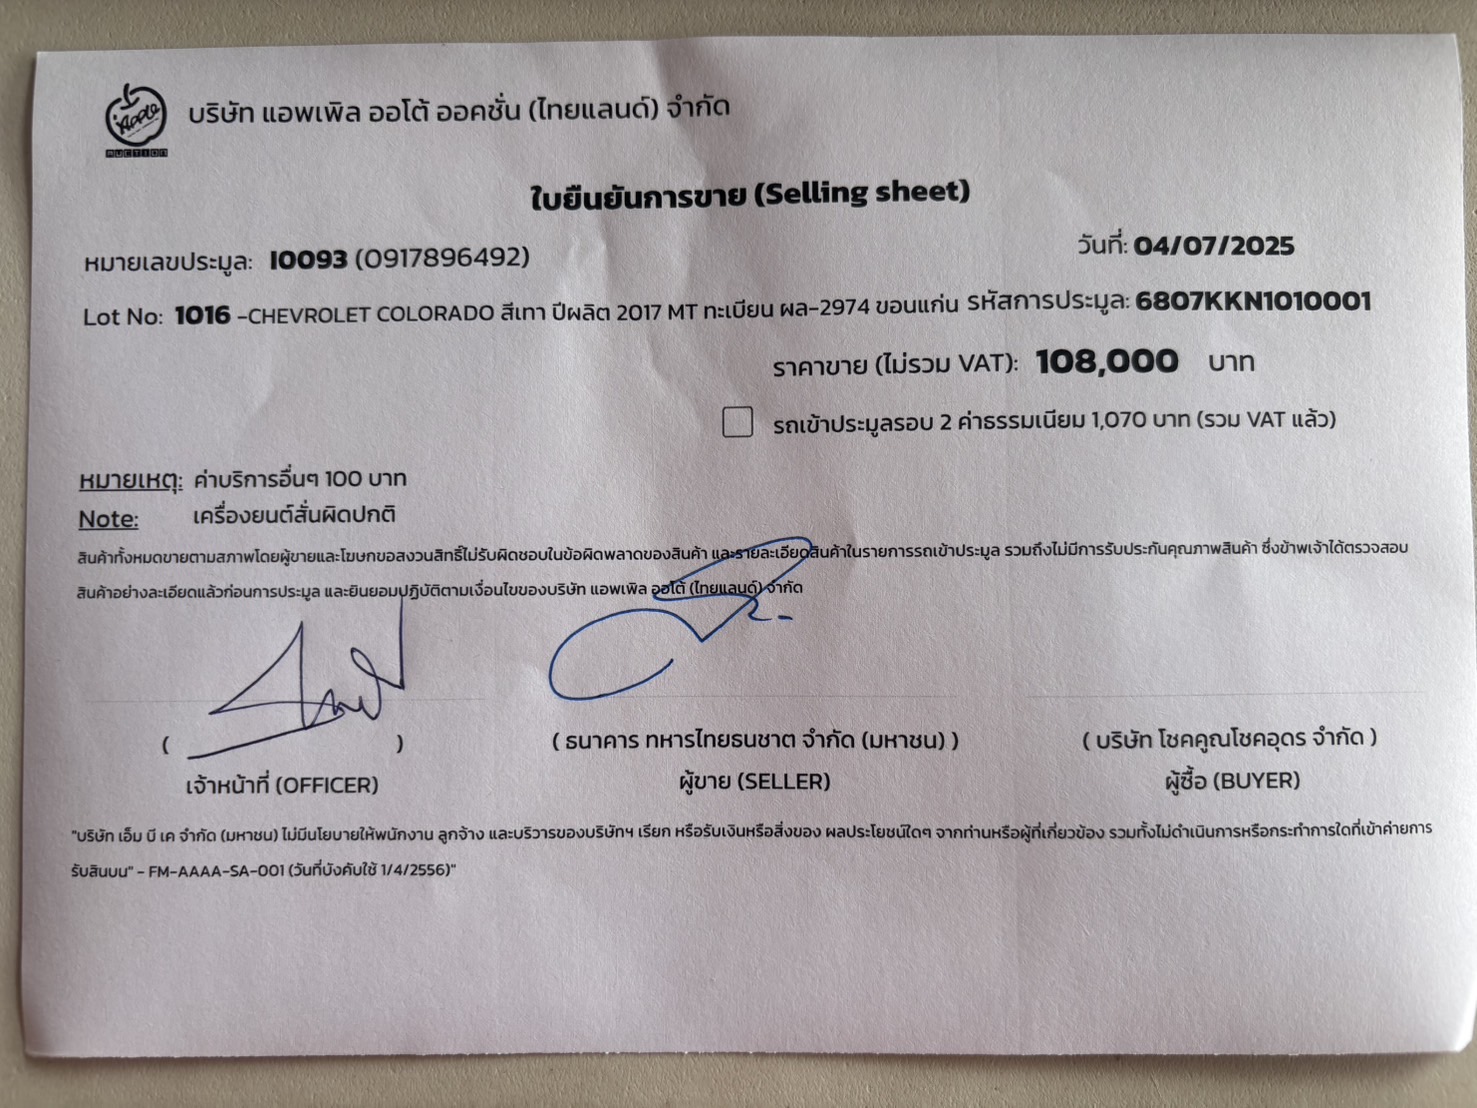 Apple
AUCTION
บริษัท แอพเพิล ออโต้ ออคชั่น (ไทยแลนด์) จำกัด
ใบยืนยันการขาย (Selling sheet)
หมายเลขประมูล: I0093 (0917896492)
วันที่: 04/07/2025
Lot No: 1016 -CHEVROLET COLORADO สีเทา ปีผลิต 2017 MT ทะเบียน ผล-2974 ขอนแก่น รหัสการประมูล: 6807KKN1010001
ราคาขาย (ไม่รวม VAT): 108,000 บาท
รถเข้าประมูลรอบ 2 ค่าธรรมเนียม 1,070 บาท (รวม VAT แล้ว)
หมายเหตุ: ค่าบริการอื่นๆ 100 บาท
Note: เครื่องยนต์สั่นผิดปกติ
สินค้าทั้งหมดขายตามสภาพโดยผู้ขายและโฆษกขอสงวนสิทธิ์ไม่รับผิดชอบในข้อผิดพลาดของสินค้า และรายละเอียดสินค้าในรายการรถเข้าประมูล รวมถึงไม่มีการรับประกันคุณภาพสินค้า ซึ่งข้าพเจ้าได้ตรวจสอบ
สินค้าอย่างละเอียดแล้วก่อนการประมูล และยินยอมปฏิบัติตามเงื่อนไขของบริษัท แอพเพิล ออโต้ (ไทยแลนด์) จำกัด
( )
( ธนาคาร ทหารไทยธนชาต จำกัด (มหาชน) )
( บริษัท โชคคูณโชคอุดร จำกัด )
เจ้าหน้าที่ (OFFICER)
ผู้ขาย (SELLER)
ผู้ซื้อ (BUYER)
"บริษัท เอ็ม บี เค จำกัด (มหาชน) ไม่มีนโยบายให้พนักงาน ลูกจ้าง และบริวารของบริษัทฯ เรียก หรือรับเงินหรือสิ่งของ ผลประโยชน์ใดๆ จากท่านหรือผู้ที่เกี่ยวข้อง รวมทั้งไม่ดำเนินการหรือกระทำการใดที่เข้าค่ายการ
รับสินบน" - FM-AAAA-SA-001 (วันที่บังคับใช้ 1/4/2556)"